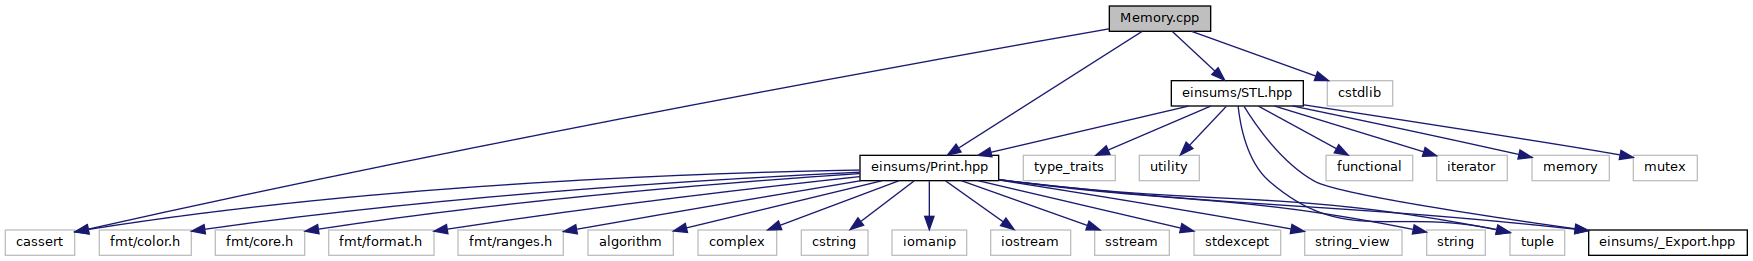 Memory.cpp
einsums/STL.hpp
cstdlib
einsums/Print.hpp
type_traits
utility
functional
iterator
memory
mutex
cassert
fmt/color.h
fmt/core.h
fmt/format.h
fmt/ranges.h
algorithm
complex
cstring
iomanip
iostream
sstream
stdexcept
string_view
string
tuple
einsums/_Export.hpp